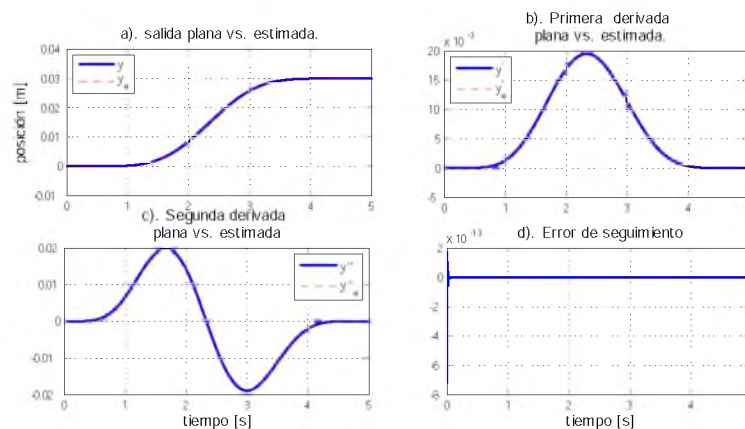 a). salida plana vs. estimada.
0.04
0.03
0.02
0.01
0
-0.01
posición [m]
y
y_e
0 1 2 3 4 5
b). Primera derivada
plana vs. estimada.
20 x 10 -3
15
10
5
0
-5
y
y_e
0 1 2 3 4
c). Segunda derivada
plana vs. estimada
0.02
0.01
0
-0.01
-0.02
y''
y''_e
0 1 2 3 4 5
tiempo [s]
d). Error de seguimiento
2 x 10 -13
0
-2
-4
-6
-8
0 1 2 3 4
tiempo [s]